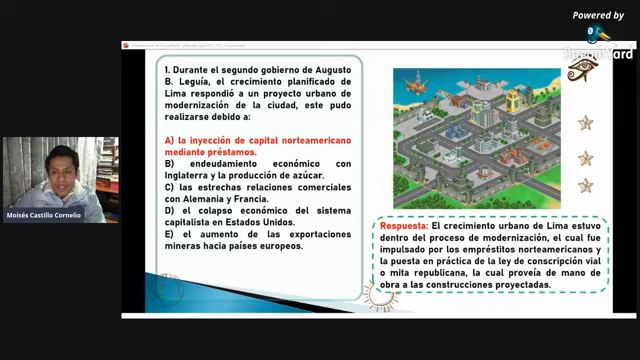 Powered by
StreamYard
1. Durante el segundo gobierno de Augusto
B. Leguía, el crecimiento planificado de
Lima respondió a un proyecto urbano de
modernización de la ciudad, este pudo
realizarse debido a:
A) la inyección de capital norteamericano
mediante préstamos.
B) endeudamiento económico con
Inglaterra y la producción de azúcar.
C) las estrechas relaciones comerciales
con Alemania y Francia.
D) el colapso económico del sistema
capitalista en Estados Unidos.
E) el aumento de las exportaciones
mineras hacia países europeos.
Respuesta: El crecimiento urbano de Lima estuvo
dentro del proceso de modernización, el cual fue
impulsado por los empréstitos norteamericanos y
la puesta en práctica de la ley de conscripción vial
o mita republicana, la cual proveía de mano de
obra a las construcciones proyectadas.
Moisés Castillo Cornelio